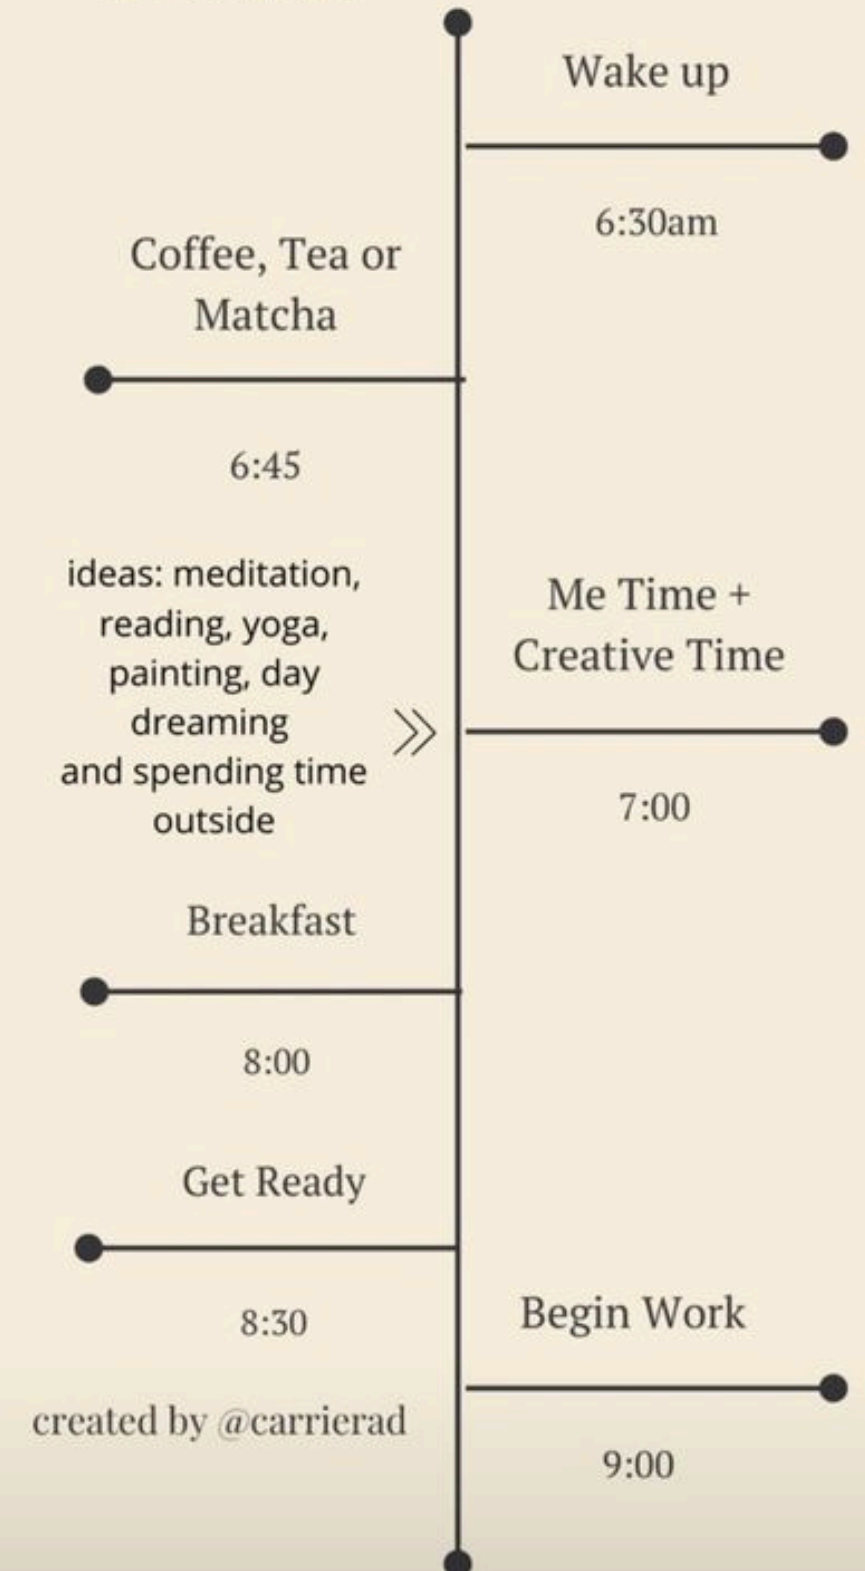 Wake up
6:30am
Coffee, Tea or
Matcha
6:45
ideas: meditation,
reading, yoga,
painting, day
dreaming
and spending time
outside
Me Time +
Creative Time
7:00
Breakfast
8:00
Get Ready
8:30
Begin Work
9:00
created by @carrierad